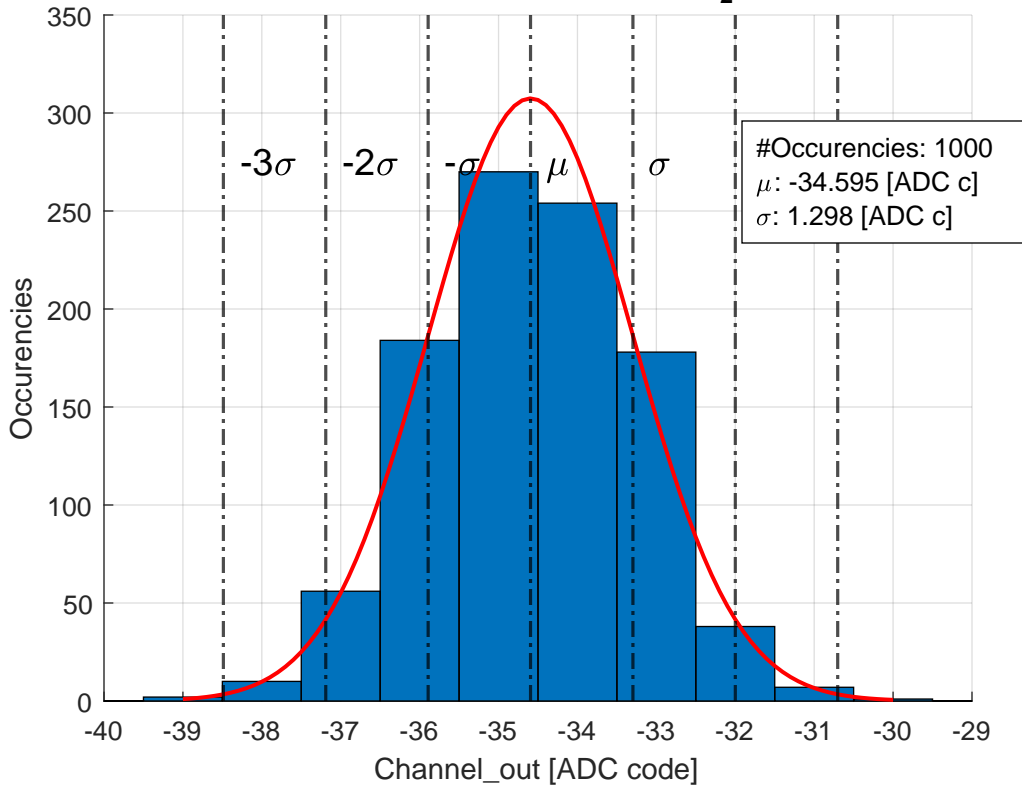 2
350
300
250
200
150
100
50
0
-3σ -2σ -σ μ σ
#Occurencies: 1000
μ: -34.595 [ADC c]
σ: 1.298 [ADC c]
Occurencies
-40 -39 -38 -37 -36 -35 -34 -33 -32 -31 -30 -29
Channel_out [ADC code]